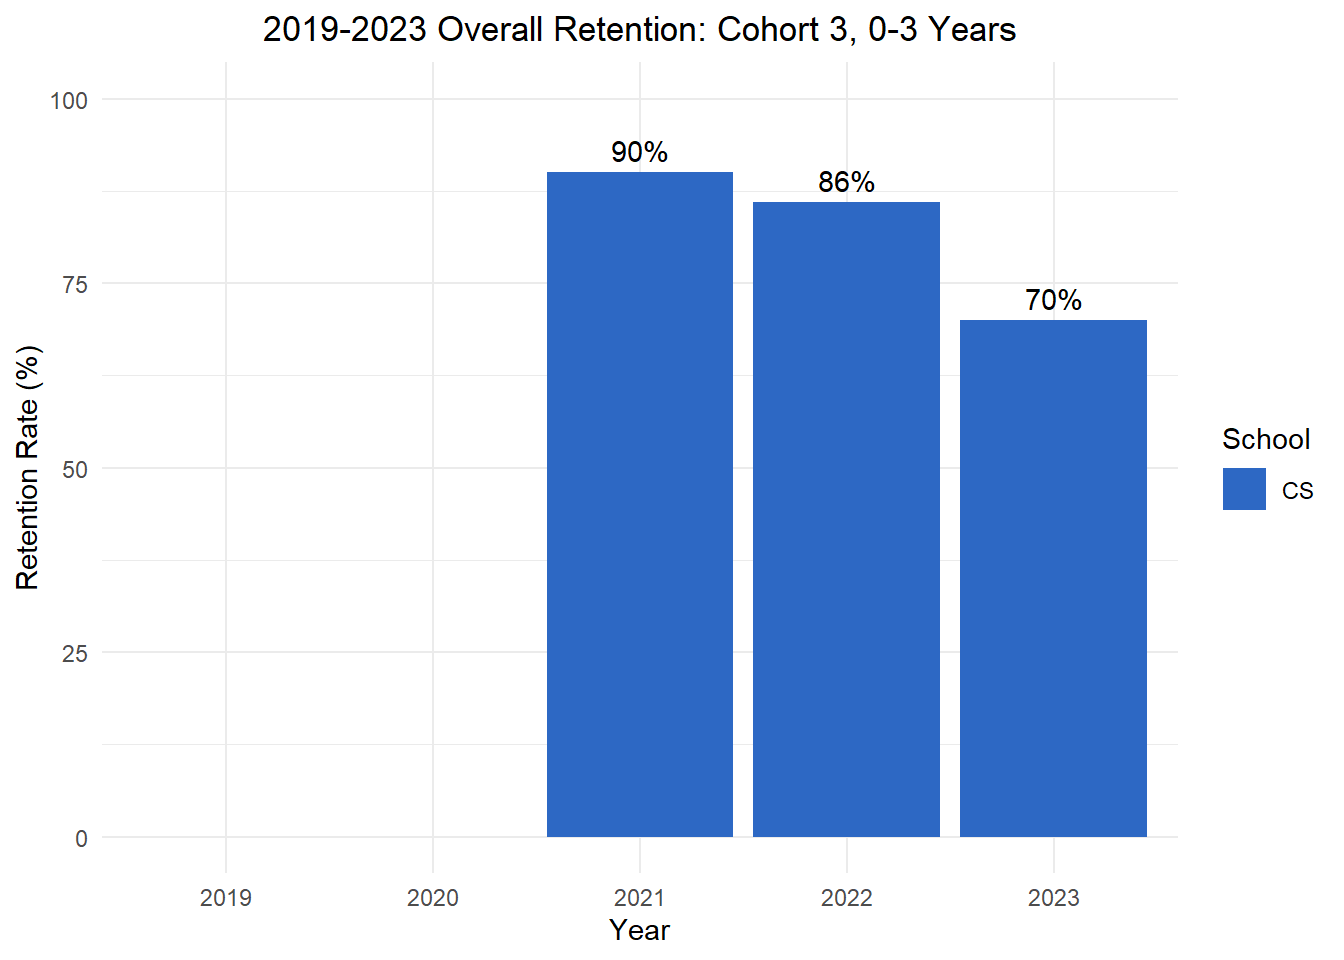 2019-2023 Overall Retention: Cohort 3, 0-3 Years
100
75
50
25
0
Retention Rate (%)
90%
86%
70%
2019
2020
2021
2022
2023
Year
School
CS